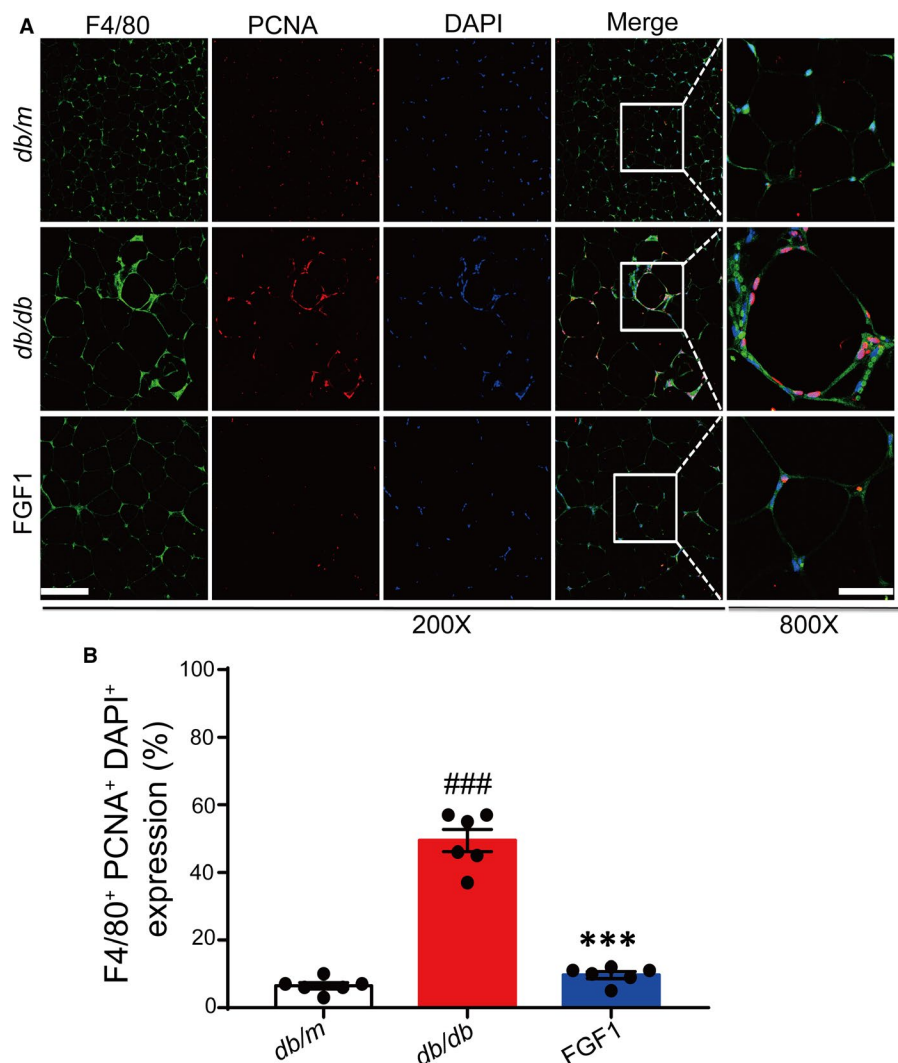 A
F4/80 PCNA DAPI Merge
db/m
db/db
FGF1
200X 800X
B
F4/80⁺ PCNA⁺ DAPI⁺
expression (%)
100
80
60
40
20
0
###
***
db/m db/db FGF1